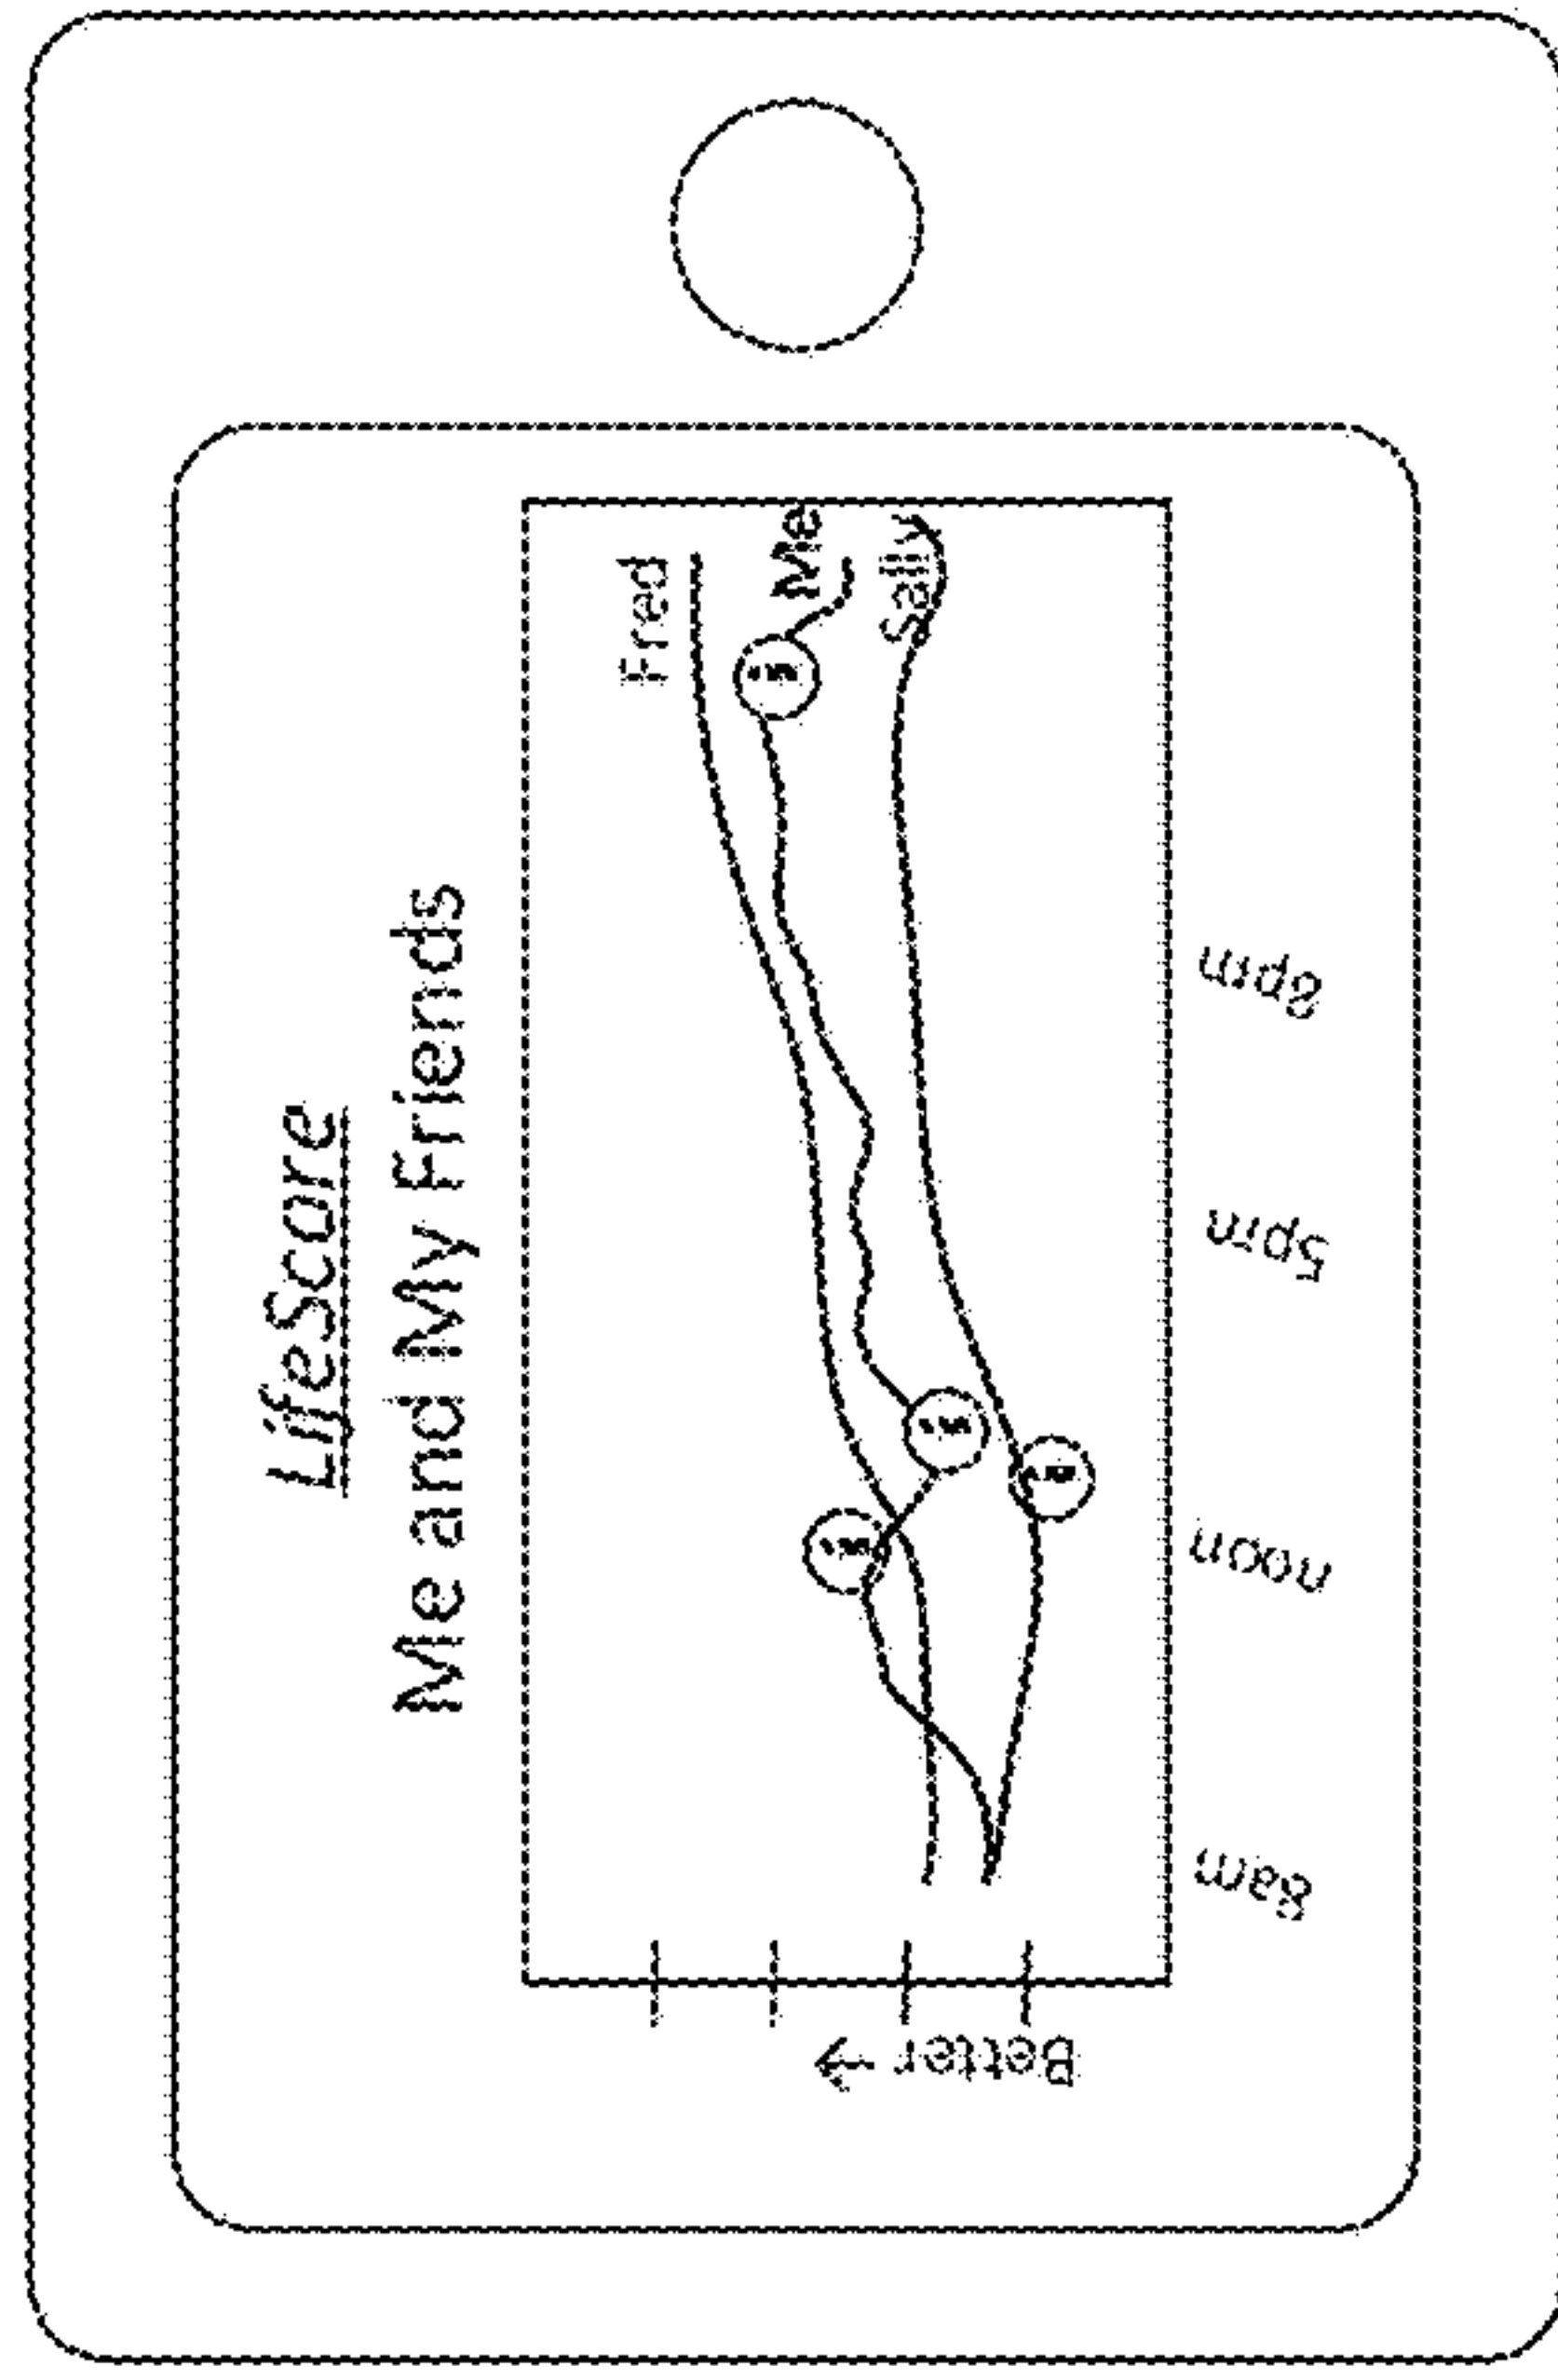 LifeScore
Me and My Friends
Fred
Me
Sally
Better →
8am
noon
5pm
8pm